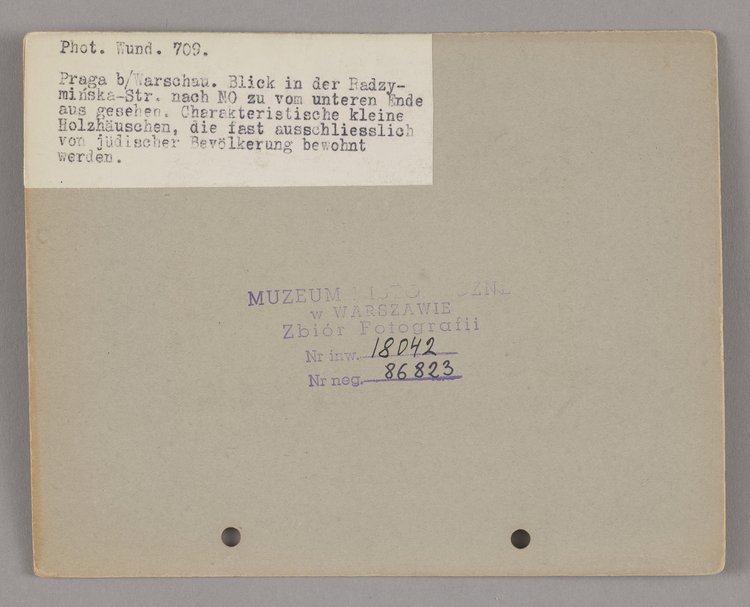 Phot. Wund. 709.
Praga b/Warschau. Blick in der Radzy-
mińska-Str. nach NO zu vom unteren Ende
aus gesehen. Charakteristische kleine
Holzhäuschen, die fast ausschliesslich
von jüdischer Bevölkerung bewohnt
werden.
MUZEUM
w WARSZAWIE
Zbiór Fotografii
Nr inw. 18042
Nr neg. 86823